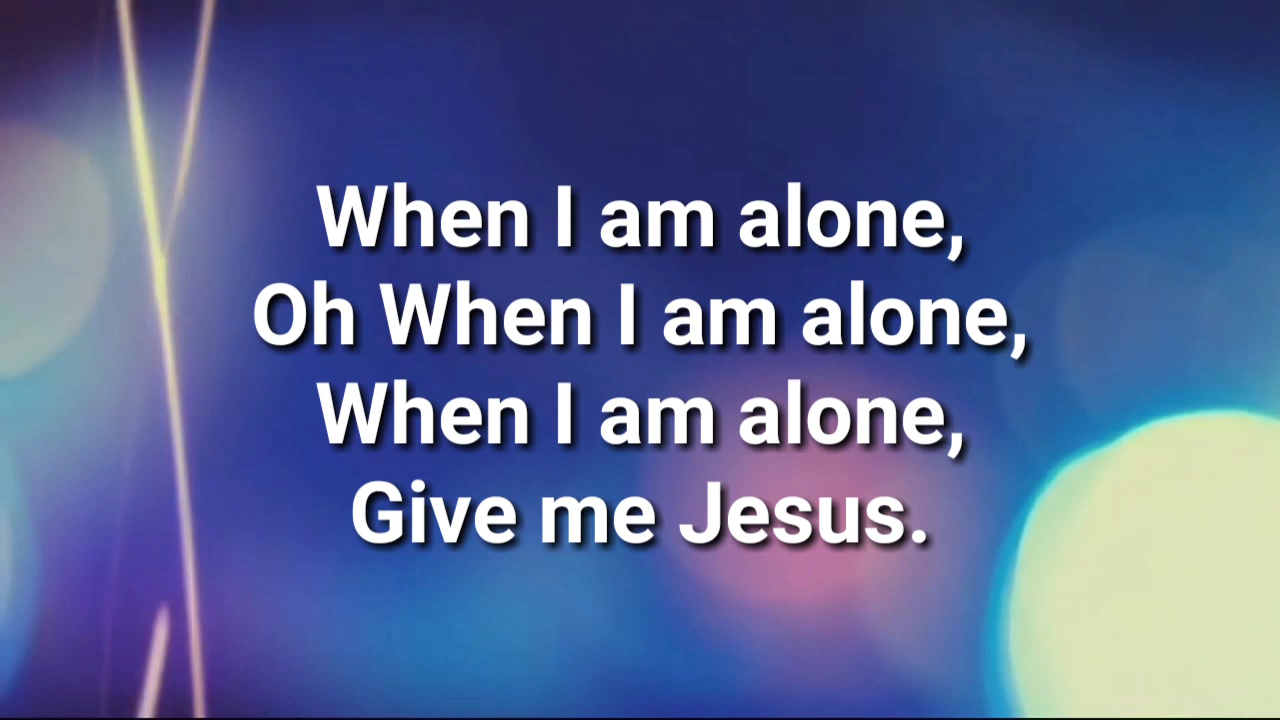 When I am alone,
Oh When I am alone,
When I am alone,
Give me Jesus.